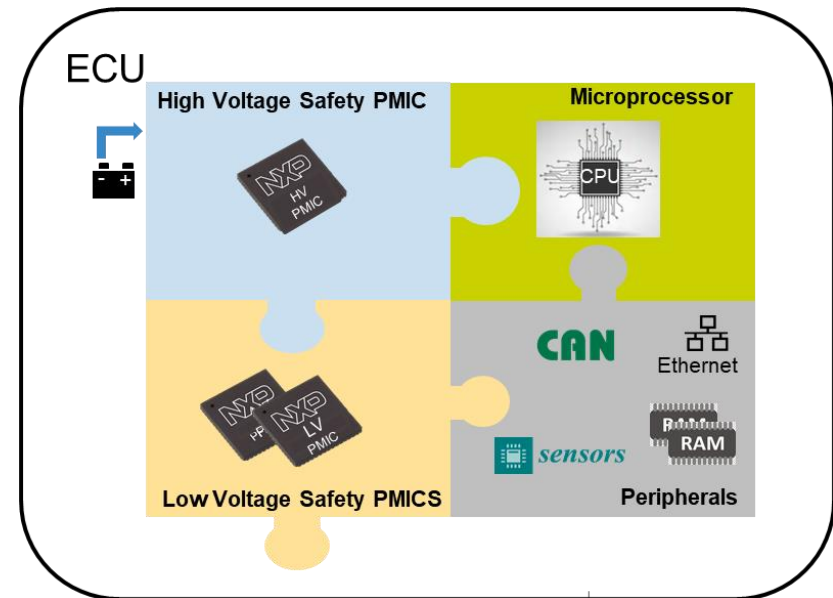 ECU
High Voltage Safety PMIC
Microprocessor
- +
NXP
HV
PMIC
CPU
CAN
Ethernet
NXP
NXP
LV
PMIC
RAM
sensors
Low Voltage Safety PMICS
Peripherals